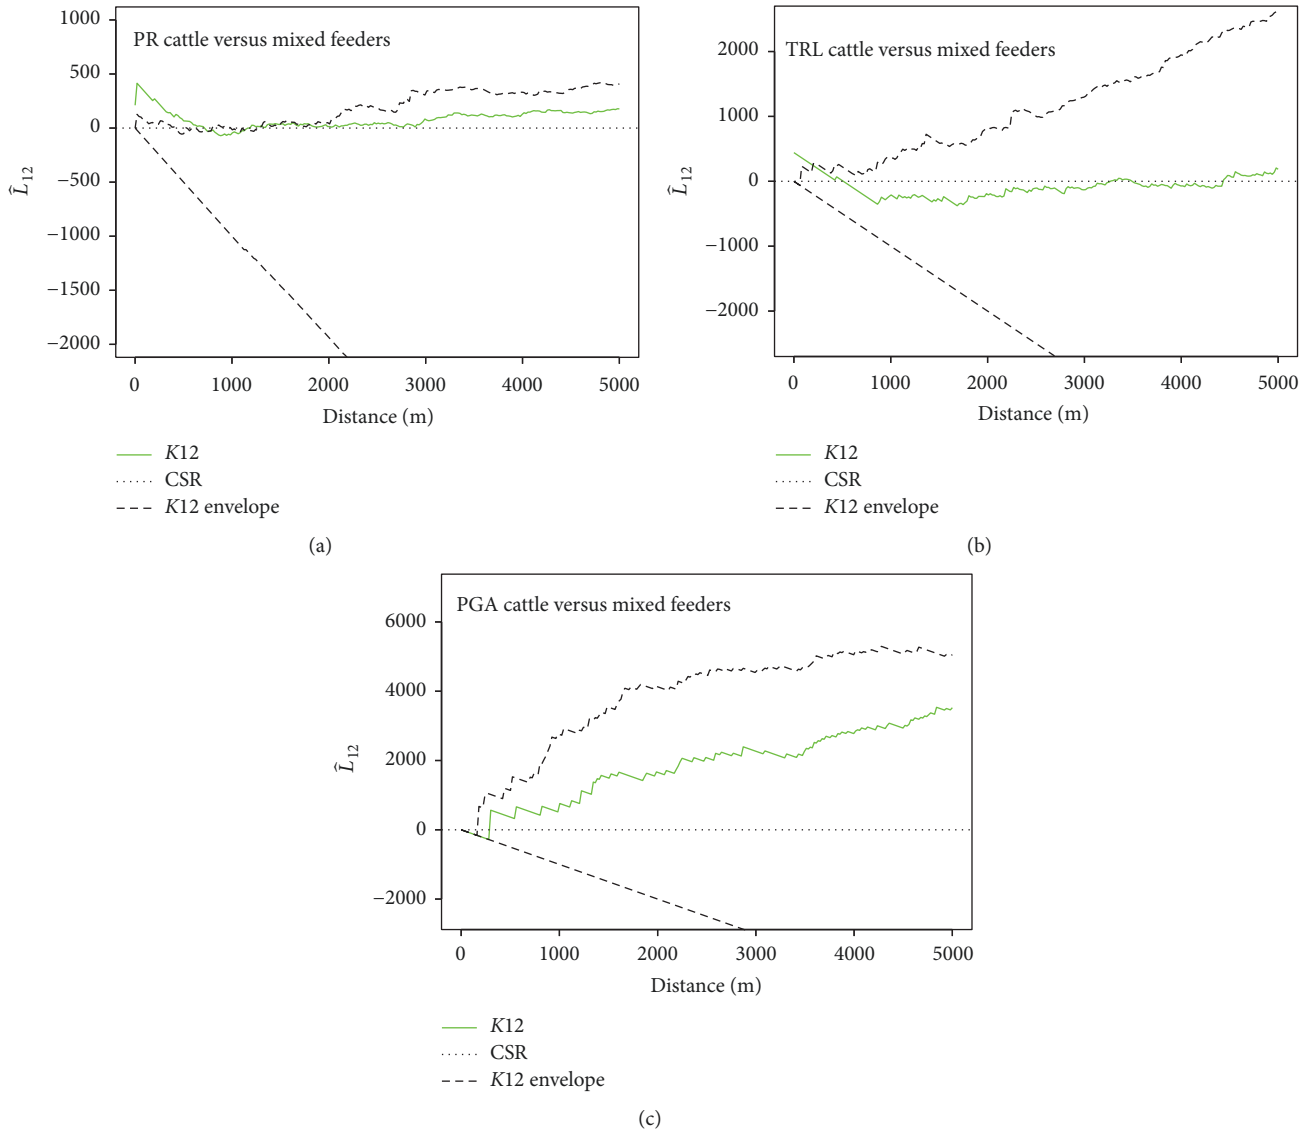 PR cattle versus mixed feeders
1000
500
0
−500
−1000
−1500
−2000
L̂12
0 1000 2000 3000 4000 5000
Distance (m)
K12
CSR
K12 envelope
(a)
TRL cattle versus mixed feeders
2000
1000
0
−1000
−2000
L̂12
0 1000 2000 3000 4000 5000
Distance (m)
K12
CSR
K12 envelope
(b)
PGA cattle versus mixed feeders
6000
4000
2000
0
−2000
L̂12
0 1000 2000 3000 4000 5000
Distance (m)
K12
CSR
K12 envelope
(c)